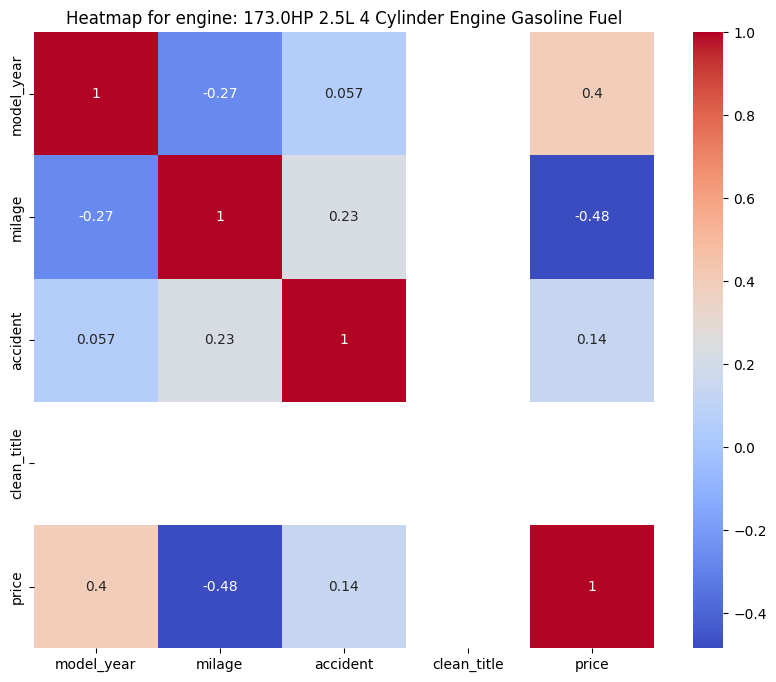 Heatmap for engine: 173.0HP 2.5L 4 Cylinder Engine Gasoline Fuel
model_year
1
-0.27
0.057
0.4
milage
-0.27
1
0.23
-0.48
accident
0.057
0.23
1
0.14
clean_title
price
0.4
-0.48
0.14
1
model_year
milage
accident
clean_title
price
1.0
0.8
0.6
0.4
0.2
0.0
−0.2
−0.4